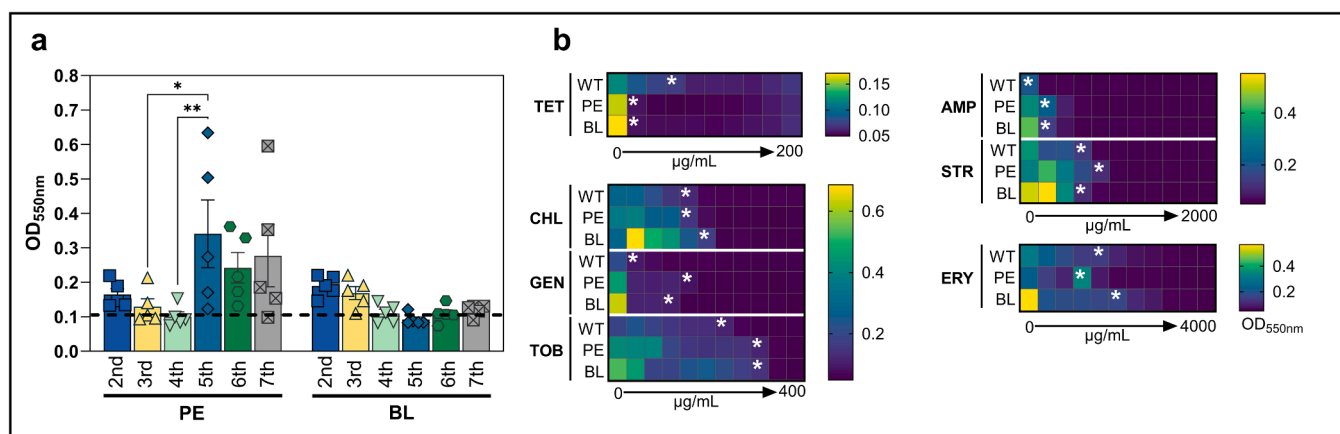 a
OD550nm
0.8
0.7
0.6
0.5
0.4
0.3
0.2
0.1
0.0
*
**
2nd 3rd 4th 5th 6th 7th
PE
2nd 3rd 4th 5th 6th 7th
BL
b
TET
WT *
PE *
BL *
0 200
µg/mL
0.15
0.10
0.05
CHL
WT *
PE *
BL *
GEN
WT *
PE *
BL *
TOB
WT *
PE *
BL *
0 400
µg/mL
0.6
0.4
0.2
AMP
WT *
PE *
BL *
STR
WT *
PE *
BL *
0 2000
µg/mL
0.4
0.2
ERY
WT *
PE *
BL *
0 4000
µg/mL
0.4
0.2
OD550nm